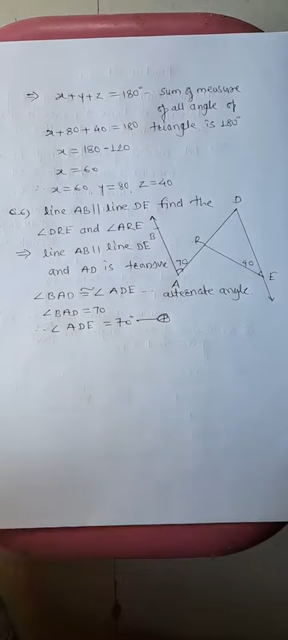 ⇒ x+y+z = 180° - sum of measure
of all angle of
x+80+40 = 180 triangle is 180°
x = 180-120
x = 60
∴ x=60, y=80, z=40
Q.6) line AB || line DE find the
∠DRE and ∠ARE
⇒ line AB || line DE
and AD is
∠BAD ≅ ∠ADE -- alternate angle
∠BAD = 70
∴ ∠ADE = 70° —
D
B
R
70
40
E
A